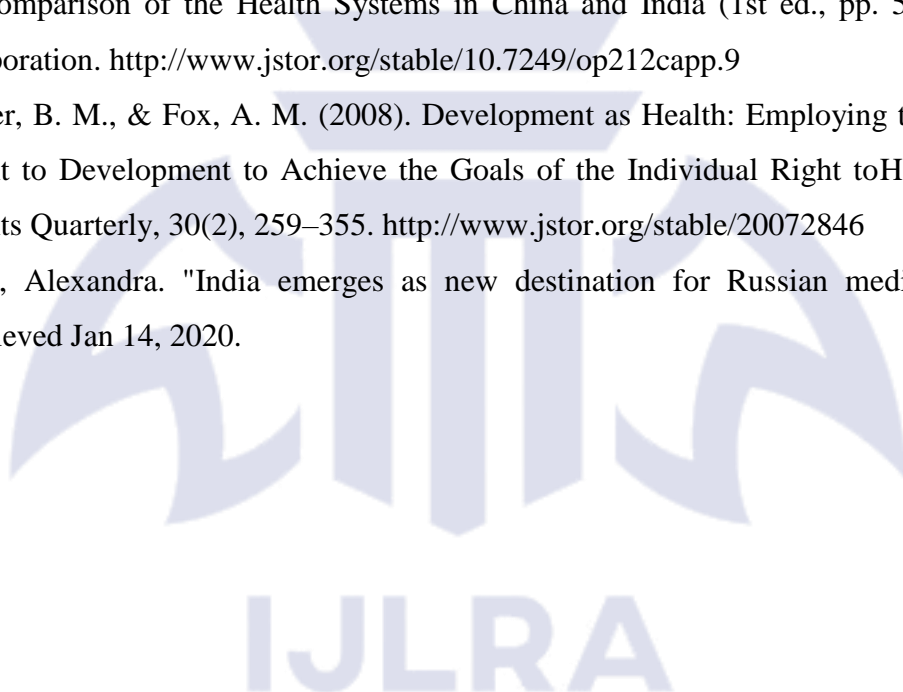 omparison of the Health Systems in China and India (1st ed., pp. 5
oration. http://www.jstor.org/stable/10.7249/op212capp.9
er, B. M., & Fox, A. M. (2008). Development as Health: Employing t
t to Development to Achieve the Goals of the Individual Right toH
ts Quarterly, 30(2), 259–355. http://www.jstor.org/stable/20072846
, Alexandra. "India emerges as new destination for Russian medi
ieved Jan 14, 2020.
IJLRA